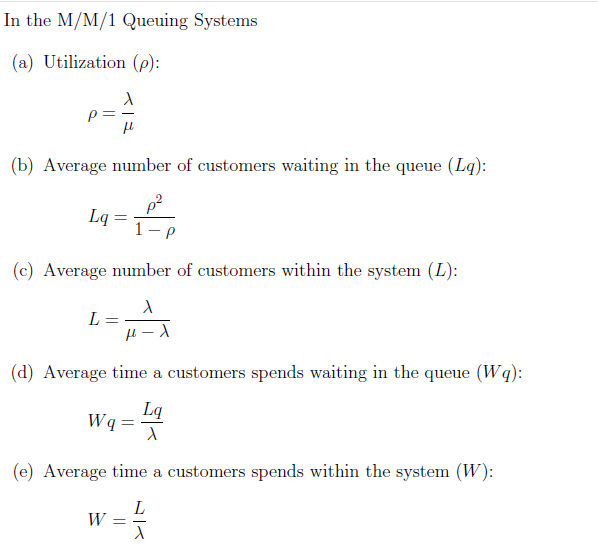 In the M/M/1 Queuing Systems
(a) Utilization (ρ):
ρ = λ/μ
(b) Average number of customers waiting in the queue (Lq):
Lq = ρ²/(1 − ρ)
(c) Average number of customers within the system (L):
L = λ/(μ − λ)
(d) Average time a customers spends waiting in the queue (Wq):
Wq = Lq/λ
(e) Average time a customers spends within the system (W):
W = L/λ